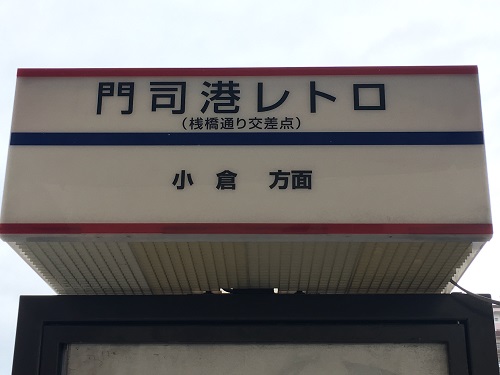 門司港レトロ
(桟橋通り交差点)
小倉 方面